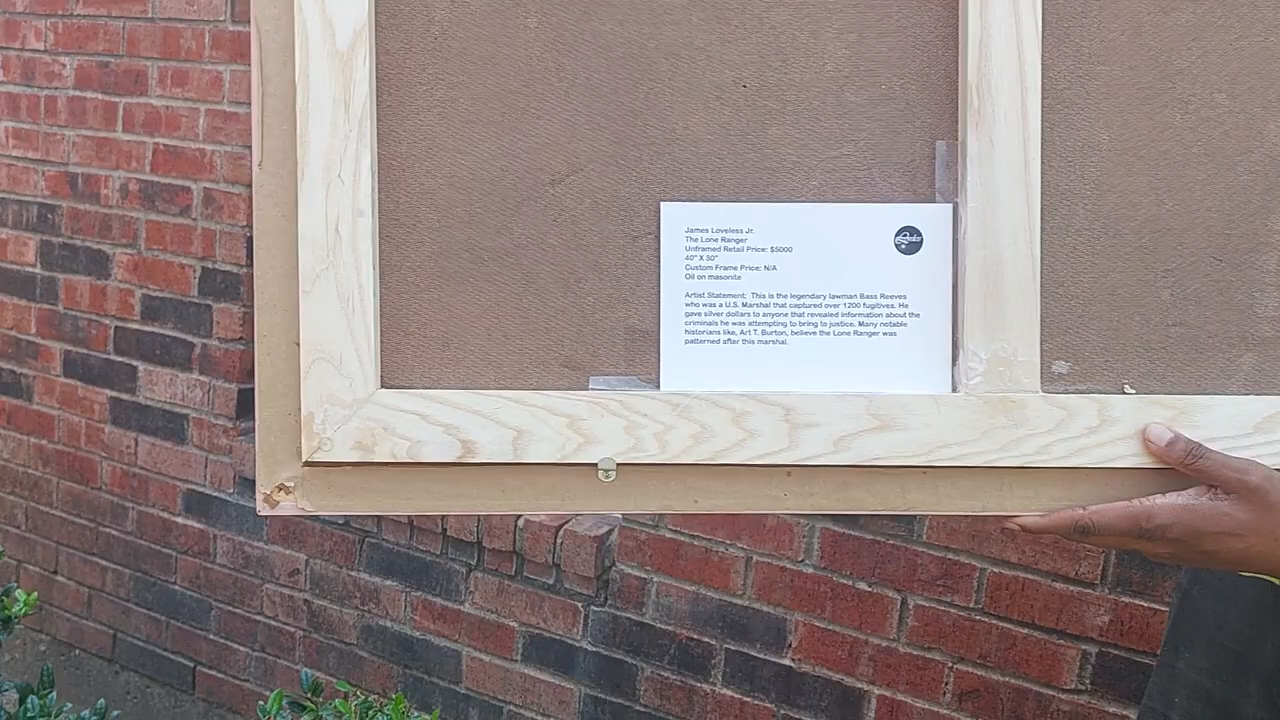 James Loveless Jr.
The Lone Ranger
Unframed Retail Price: $5000
40" X 30"
Custom Frame Price: N/A
Oil on masonite
Artist Statement: This is the legendary lawman Bass Reeves
who was a U.S. Marshal that captured over 1200 fugitives. He
gave silver dollars to anyone that revealed information about the
criminals he was attempting to bring to justice. Many notable
historians like, Art T. Burton, believe the Lone Ranger was
patterned after this marshal.